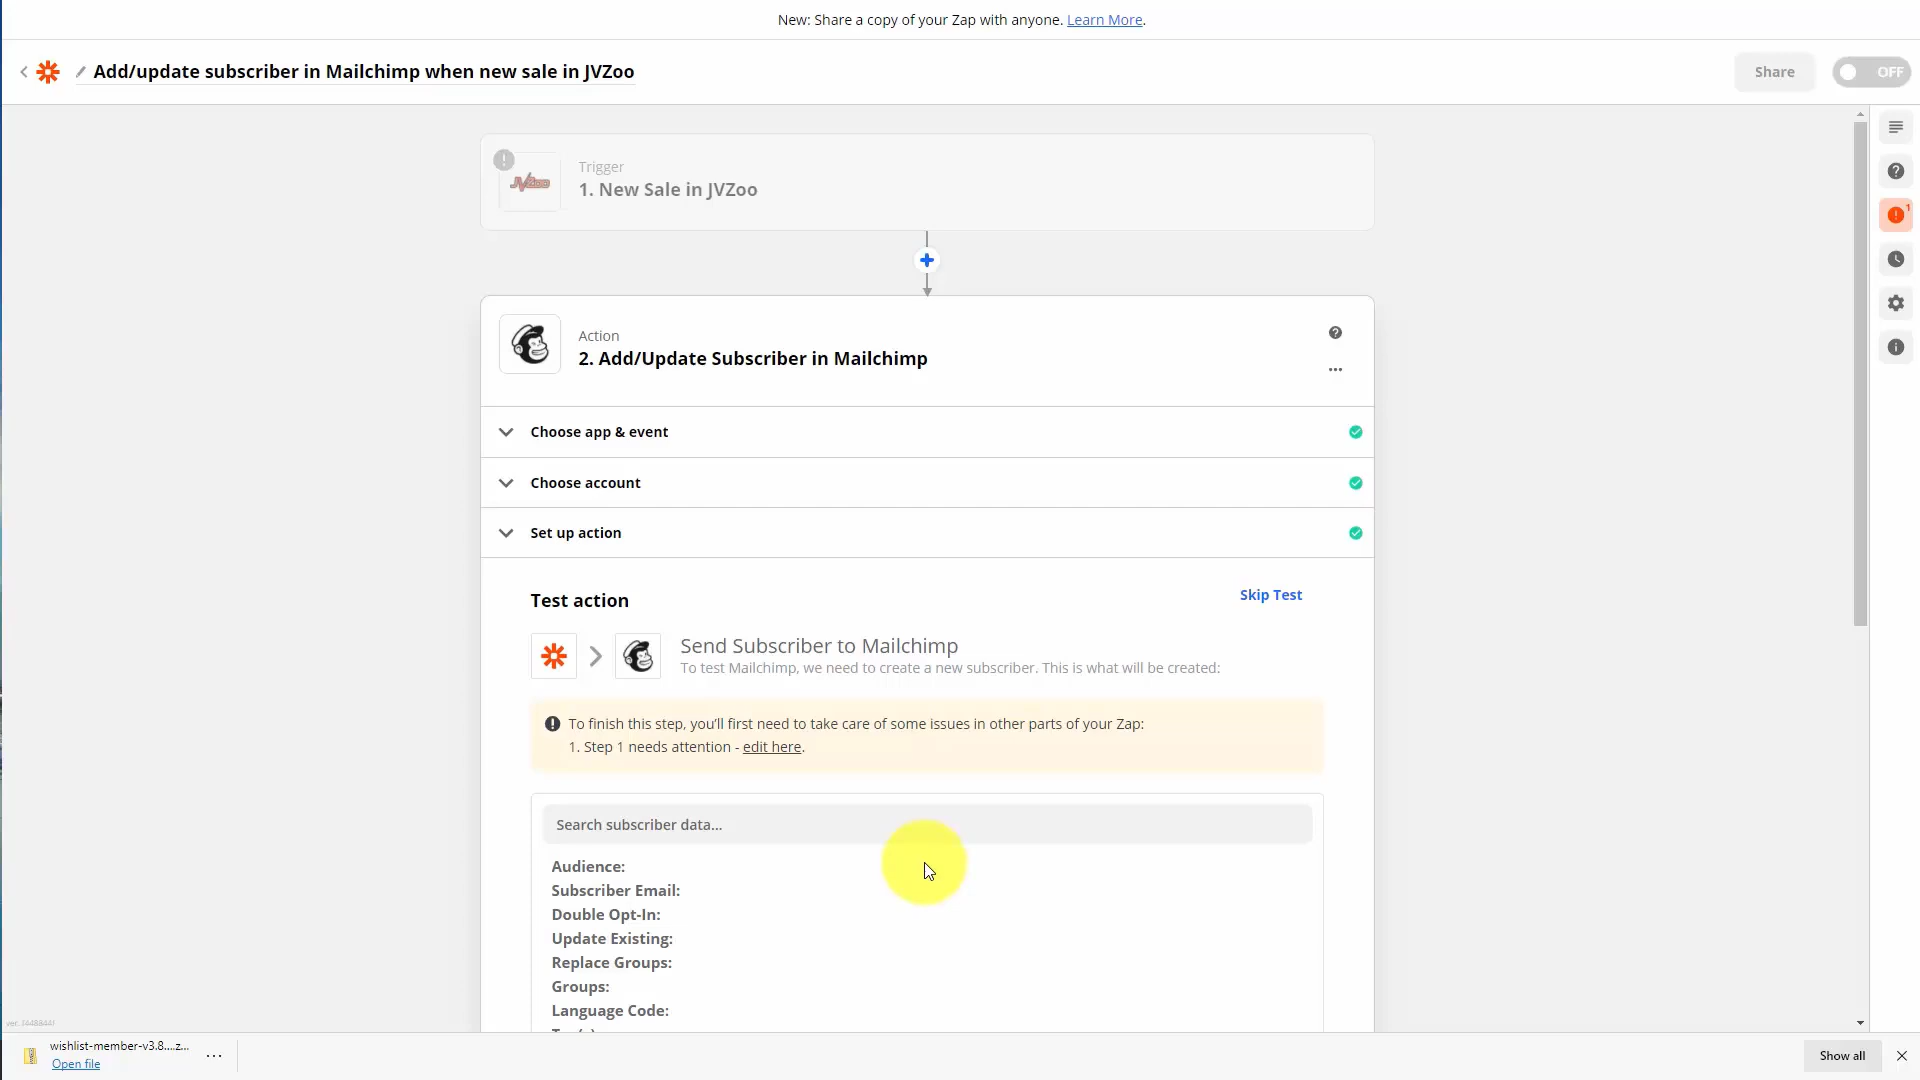 New: Share a copy of your Zap with anyone. Learn More.
Add/update subscriber in Mailchimp when new sale in JVZoo
Share
OFF
1
JVZoo
Trigger
1. New Sale in JVZoo
Action
2. Add/Update Subscriber in Mailchimp
Choose app & event
Choose account
Set up action
Test action
Skip Test
Send Subscriber to Mailchimp
To test Mailchimp, we need to create a new subscriber. This is what will be created:
To finish this step, you'll first need to take care of some issues in other parts of your Zap:
1. Step 1 needs attention - edit here.
Search subscriber data...
Audience:
Subscriber Email:
Double Opt-In:
Update Existing:
Replace Groups:
Groups:
Language Code:
wishlist-member-v3.8....z...
Open file
Show all